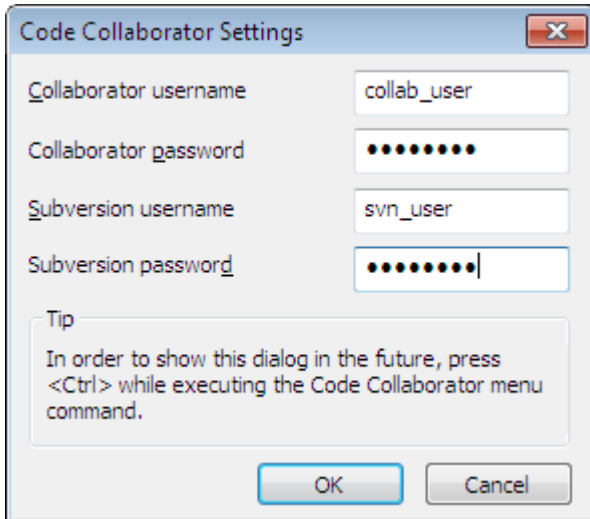 Code Collaborator Settings
Collaborator username
collab_user
Collaborator password
●●●●●●●●
Subversion username
svn_user
Subversion password
●●●●●●●●
Tip
In order to show this dialog in the future, press
<Ctrl> while executing the Code Collaborator menu
command.
OK
Cancel